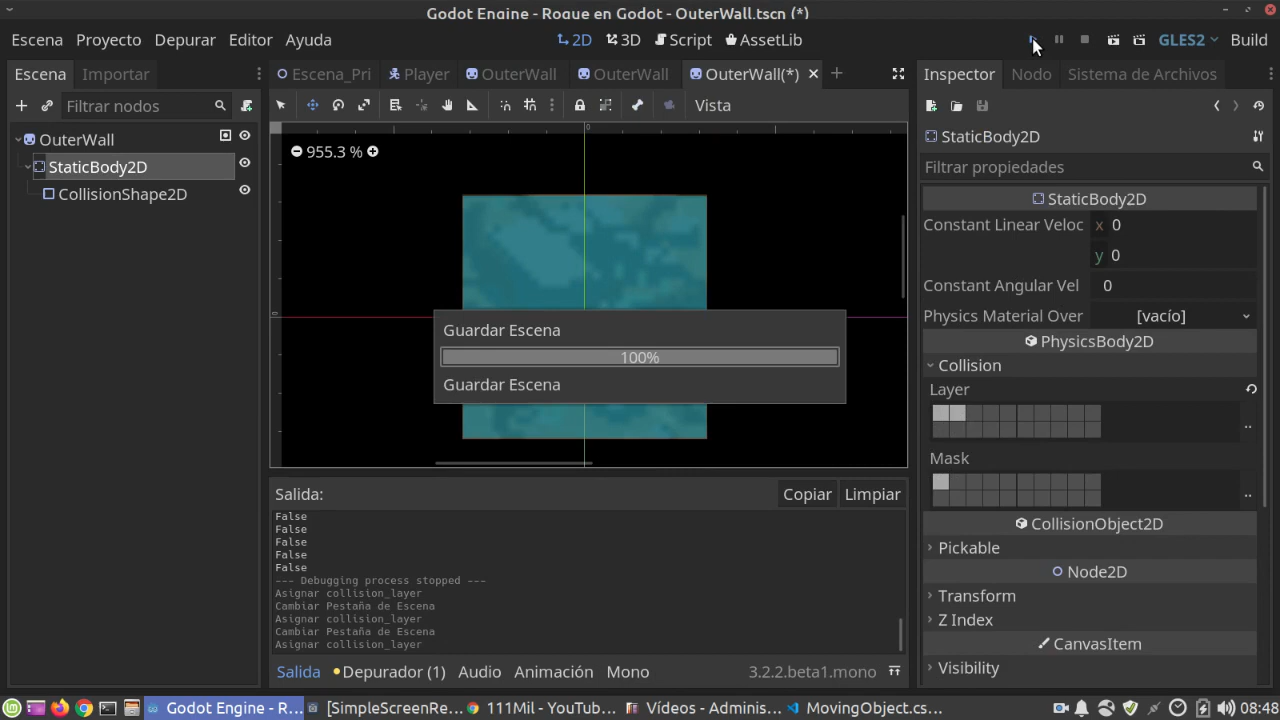 Godot Engine - Rogue en Godot - OuterWall.tscn (*)
Escena Proyecto Depurar Editor Ayuda
2D 3D Script AssetLib
GLES2 Build
Escena Importar
Escena_Pri Player OuterWall OuterWall OuterWall(*)
Inspector Nodo Sistema de Archivos
Filtrar nodos
Vista
OuterWall
StaticBody2D
CollisionShape2D
955.3 %
0
0
Guardar Escena
100%
Guardar Escena
StaticBody2D
Filtrar propiedades
StaticBody2D
Constant Linear Veloc x 0
y 0
Constant Angular Vel 0
Physics Material Over [vacío]
PhysicsBody2D
Collision
Layer
..
Mask
..
CollisionObject2D
Pickable
Node2D
Transform
Z Index
CanvasItem
Visibility
Salida: Copiar Limpiar
False
False
False
False
False
--- Debugging process stopped ---
Asignar collision_layer
Cambiar Pestaña de Escena
Asignar collision_layer
Cambiar Pestaña de Escena
Asignar collision_layer
Salida Depurador (1) Audio Animación Mono 3.2.2.beta1.mono
Godot Engine - R... [SimpleScreenRe... 111Mil - YouTub... Vídeos - Adminis... MovingObject.cs... 08:48